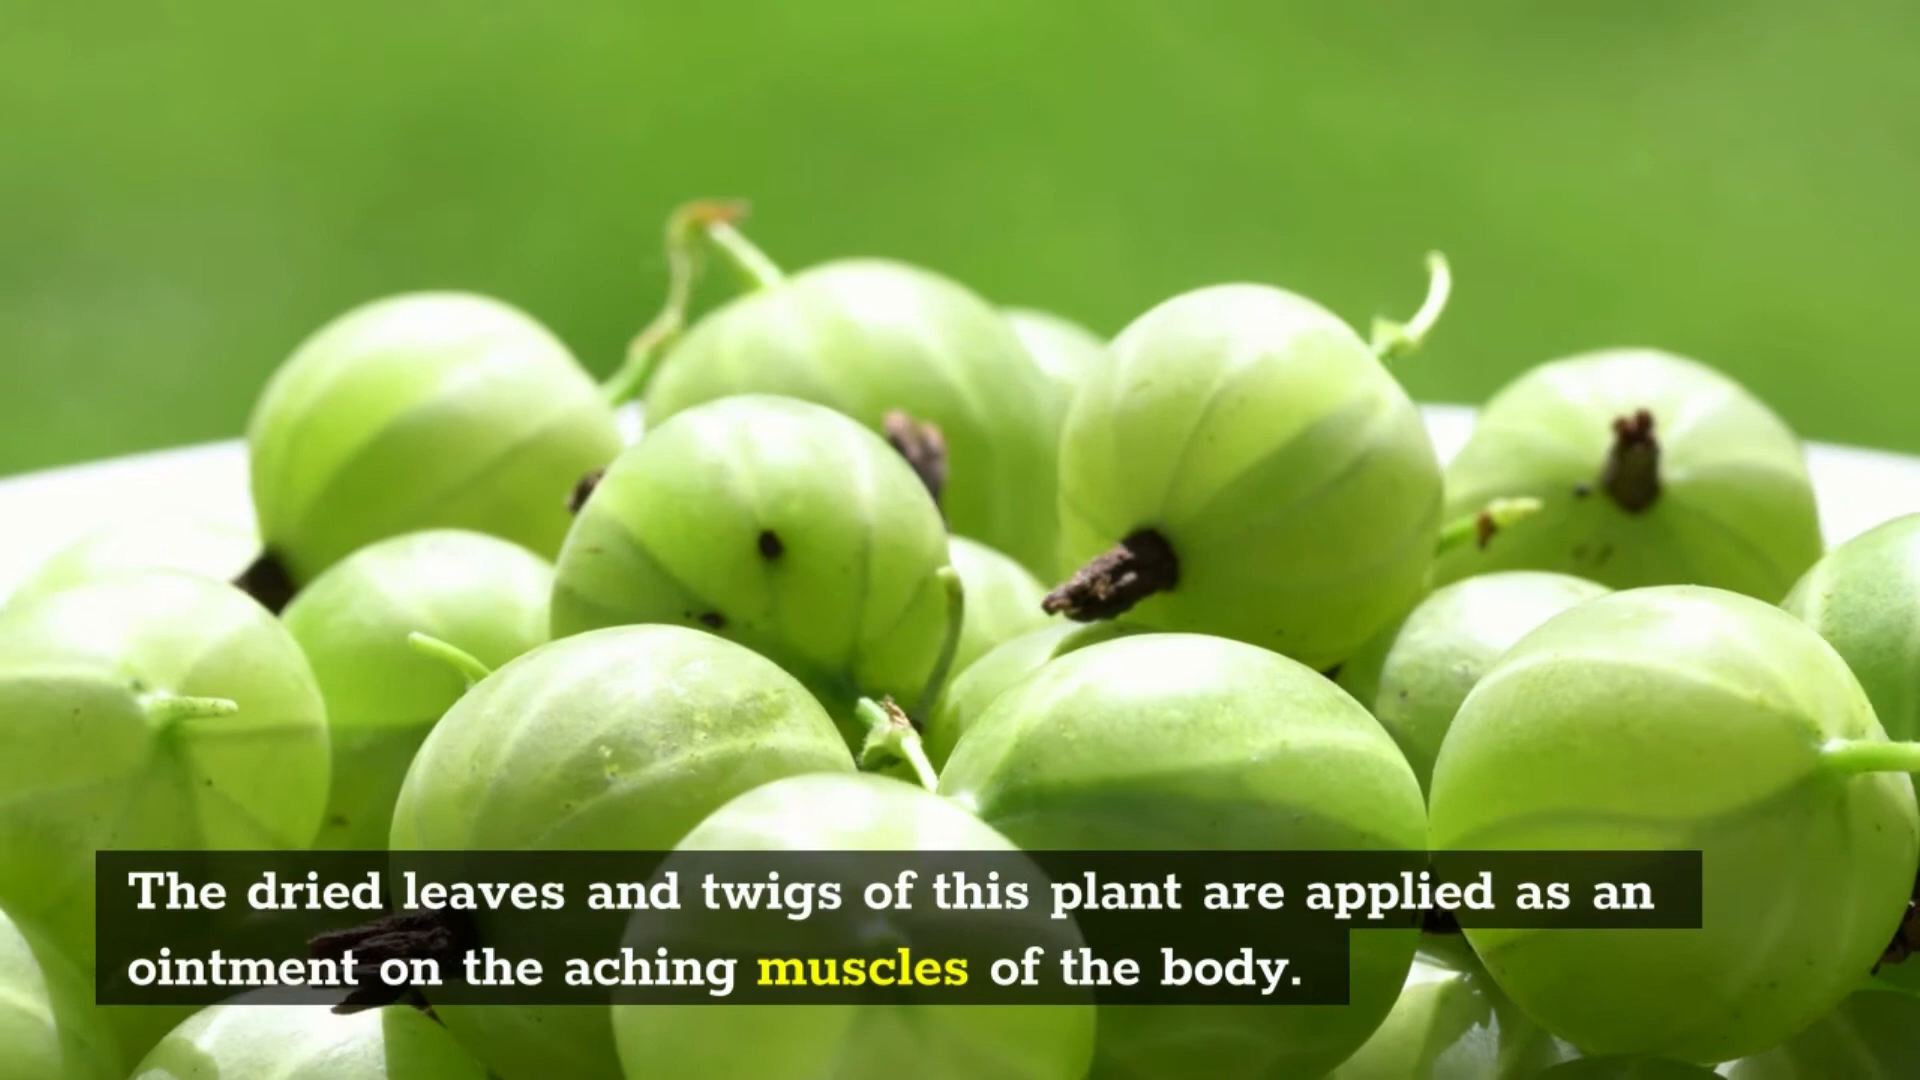 The dried leaves and twigs of this plant are applied as an
ointment on the aching muscles of the body.